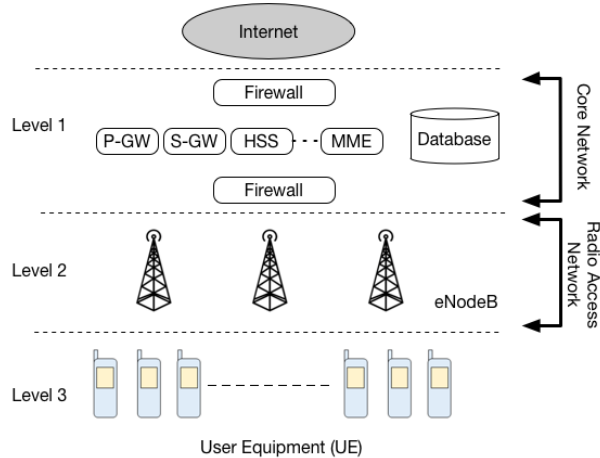 Internet
Firewall
Level 1
P-GW S-GW HSS MME
Database
Core Network
Firewall
Level 2
eNodeB
Radio Access
Network
Level 3
User Equipment (UE)